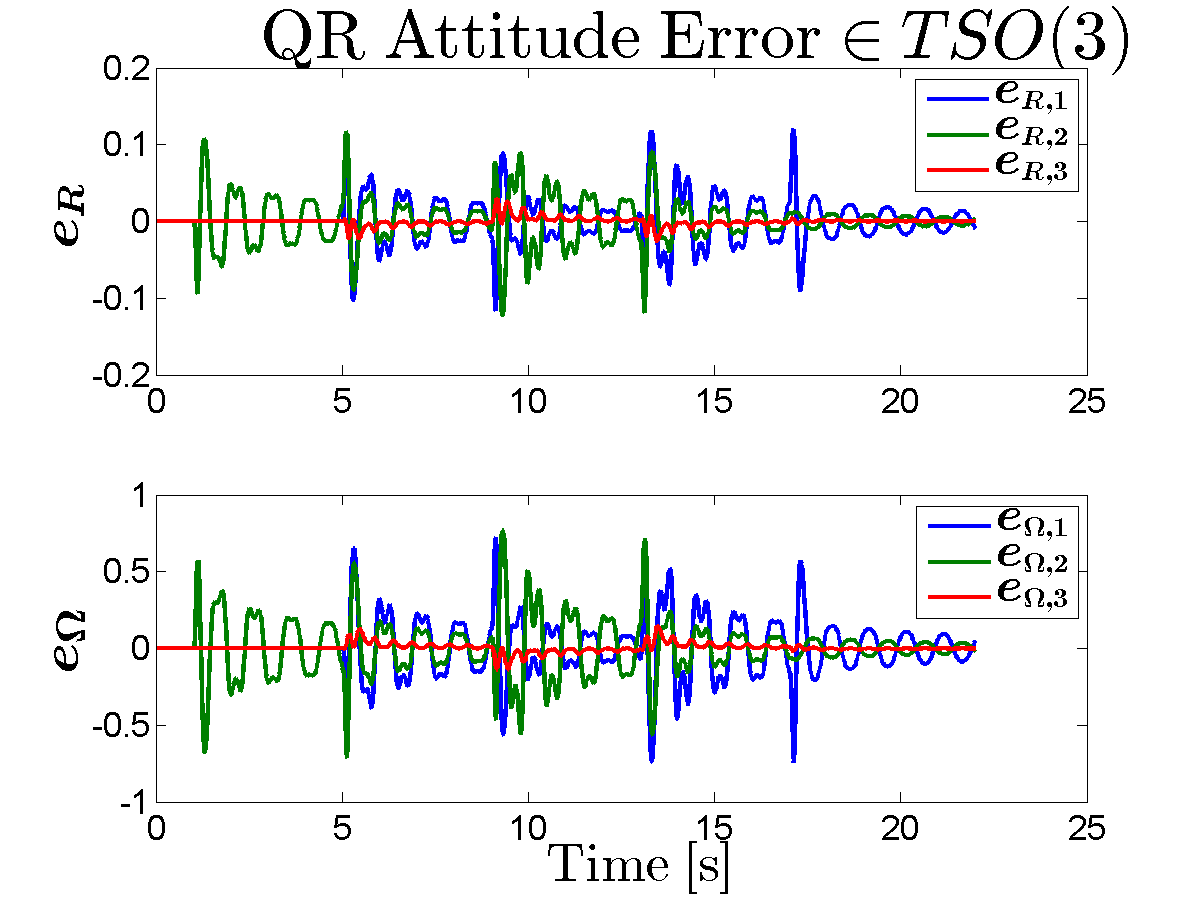 QR Attitude Error ∈ TSO(3)
0.2
0.1
0
-0.1
-0.2
e_R
e_{R,1}
e_{R,2}
e_{R,3}
0 5 10 15 20 25
1
0.5
0
-0.5
-1
e_Ω
e_{Ω,1}
e_{Ω,2}
e_{Ω,3}
0 5 10 15 20 25
Time [s]